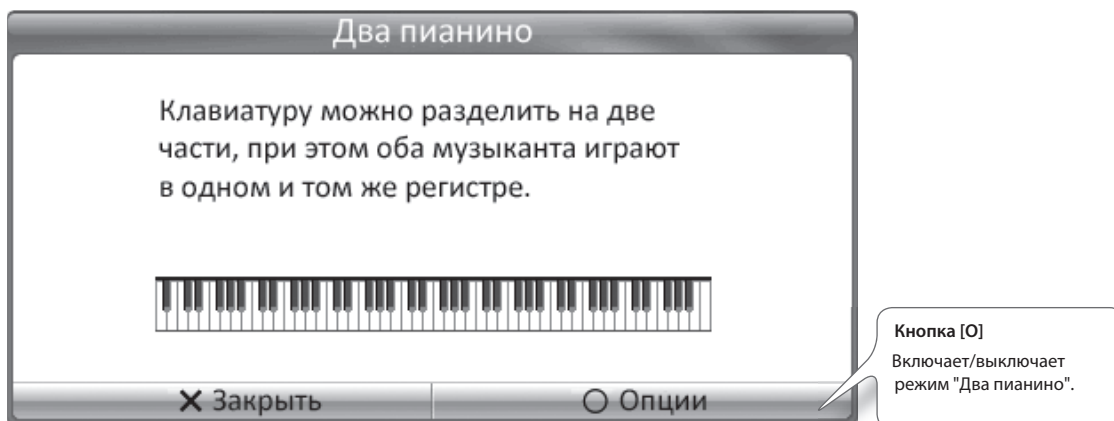 Два пианино
Клавиатуру можно разделить на две
части, при этом оба музыканта играют
в одном и том же регистре.
✕ Закрыть
○ Опции
Кнопка [O]
Включает/выключает
режим "Два пианино".